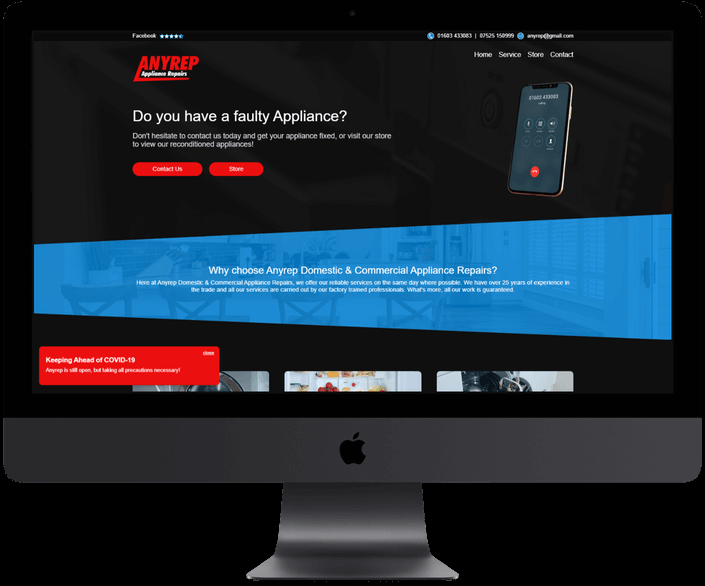 Facebook
01603 433083 | 07525 150999 anyrep@gmail.com
ANYREP
Appliance Repairs
Home Service Store Contact
01603 433083
calling
Do you have a faulty Appliance?
Don't hesitate to contact us today and get your appliance fixed, or visit our store
to view our reconditioned appliances!
Contact Us Store
Why choose Anyrep Domestic & Commercial Appliance Repairs?
Here at Anyrep Domestic & Commercial Appliance Repairs, we offer our reliable services on the same day where possible. We have over 25 years of experience in
the trade and all our services are carried out by our factory trained professionals. What's more, all our work is guaranteed.
close
Keeping Ahead of COVID-19
Anyrep is still open, but taking all precautions necessary!